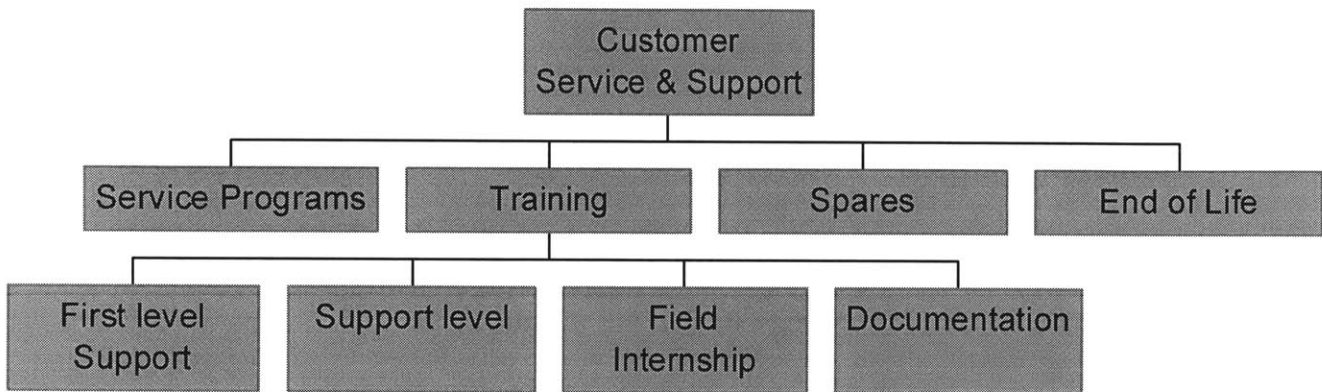 Customer
Service & Support
Service Programs
Training
Spares
End of Life
First level
Support
Support level
Field
Internship
Documentation